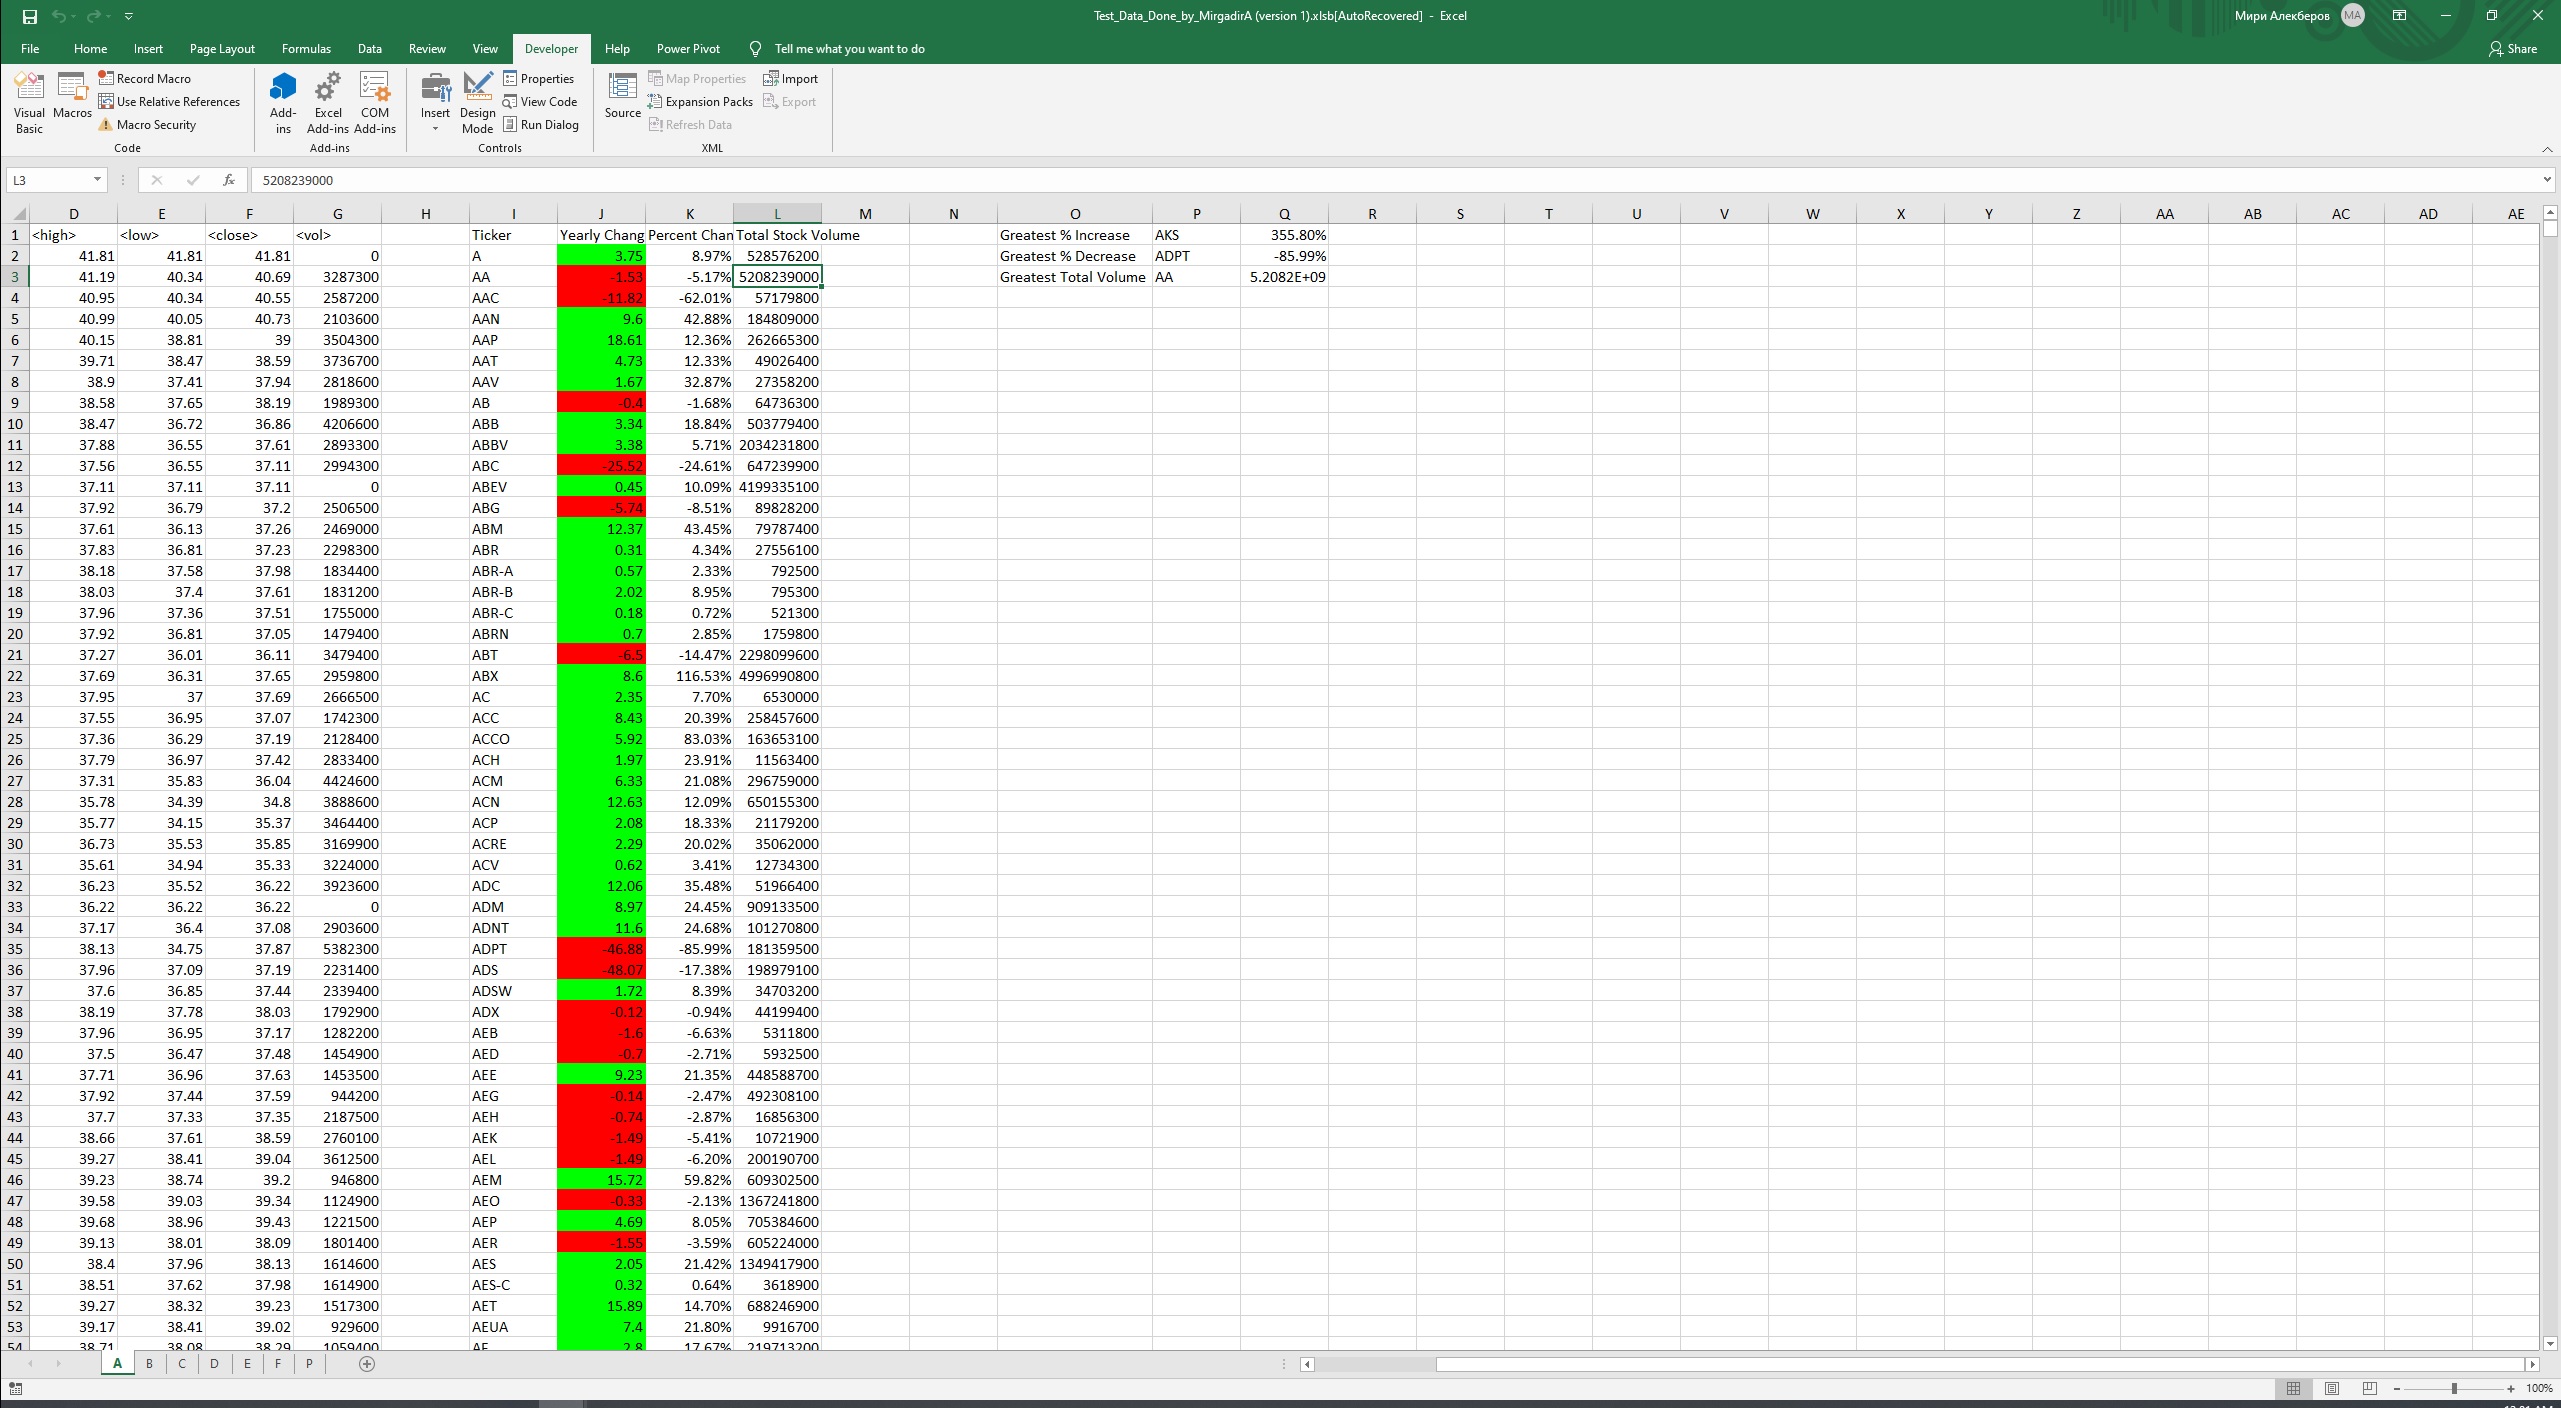 Test_Data_Done_by_MirgadirA (version 1).xlsb[AutoRecovered] - Excel
Мири Алекберов MA
File Home Insert Page Layout Formulas Data Review View Developer Help Power Pivot Tell me what you want to do Share
Visual Basic
Macros
Record Macro
Use Relative References
Macro Security
Code
Add-ins
Excel Add-ins
COM Add-ins
Add-ins
Insert
Design Mode
Properties
View Code
Run Dialog
Controls
Source
Map Properties
Expansion Packs
Refresh Data
Import
Export
XML
L3 fx 5208239000
D E F G H I J K L M N O P Q R S T U V W X Y Z AA AB AC AD AE
1 <high> <low> <close> <vol> Ticker Yearly Chang Percent Chan Total Stock Volume Greatest % Increase AKS 355.80%
2 41.81 41.81 41.81 0 A 3.75 8.97% 528576200 Greatest % Decrease ADPT -85.99%
3 41.19 40.34 40.69 3287300 AA -1.53 -5.17% 5208239000 Greatest Total Volume AA 5.2082E+09
4 40.95 40.34 40.55 2587200 AAC -11.82 -62.01% 57179800
5 40.99 40.05 40.73 2103600 AAN 9.6 42.88% 184809000
6 40.15 38.81 39 3504300 AAP 18.61 12.36% 262665300
7 39.71 38.47 38.59 3736700 AAT 4.73 12.33% 49026400
8 38.9 37.41 37.94 2818600 AAV 1.67 32.87% 27358200
9 38.58 37.65 38.19 1989300 AB -0.4 -1.68% 64736300
10 38.47 36.72 36.86 4206600 ABB 3.34 18.84% 503779400
11 37.88 36.55 37.61 2893300 ABBV 3.38 5.71% 2034231800
12 37.56 36.55 37.11 2994300 ABC -25.52 -24.61% 647239900
13 37.11 37.11 37.11 0 ABEV 0.45 10.09% 4199335100
14 37.92 36.79 37.2 2506500 ABG -5.74 -8.51% 89828200
15 37.61 36.13 37.26 2469000 ABM 12.37 43.45% 79787400
16 37.83 36.81 37.23 2298300 ABR 0.31 4.34% 27556100
17 38.18 37.58 37.98 1834400 ABR-A 0.57 2.33% 792500
18 38.03 37.4 37.61 1831200 ABR-B 2.02 8.95% 795300
19 37.96 37.36 37.51 1755000 ABR-C 0.18 0.72% 521300
20 37.92 36.81 37.05 1479400 ABRN 0.7 2.85% 1759800
21 37.27 36.01 36.11 3479400 ABT -6.5 -14.47% 2298099600
22 37.69 36.31 37.65 2959800 ABX 8.6 116.53% 4996990800
23 37.95 37 37.69 2666500 AC 2.35 7.70% 6530000
24 37.55 36.95 37.07 1742300 ACC 8.43 20.39% 258457600
25 37.36 36.29 37.19 2128400 ACCO 5.92 83.03% 163653100
26 37.79 36.97 37.42 2833400 ACH 1.97 23.91% 11563400
27 37.31 35.83 36.04 4424600 ACM 6.33 21.08% 296759000
28 35.78 34.39 34.8 3888600 ACN 12.63 12.09% 650155300
29 35.77 34.15 35.37 3464400 ACP 2.08 18.33% 21179200
30 36.73 35.53 35.85 3169900 ACRE 2.29 20.02% 35062000
31 35.61 34.94 35.33 3224000 ACV 0.62 3.41% 12734300
32 36.23 35.52 36.22 3923600 ADC 12.06 35.48% 51966400
33 36.22 36.22 36.22 0 ADM 8.97 24.45% 909133500
34 37.17 36.4 37.08 2903600 ADNT 11.6 24.68% 101270800
35 38.13 34.75 37.87 5382300 ADPT -46.88 -85.99% 181359500
36 37.96 37.09 37.19 2231400 ADS -48.07 -17.38% 198979100
37 37.6 36.85 37.44 2339400 ADSW 1.72 8.39% 34703200
38 38.19 37.78 38.03 1792900 ADX -0.12 -0.94% 44199400
39 37.96 36.95 37.17 1282200 AEB -1.6 -6.63% 5311800
40 37.5 36.47 37.48 1454900 AED -0.7 -2.71% 5932500
41 37.71 36.96 37.63 1453500 AEE 9.23 21.35% 448588700
42 37.92 37.44 37.59 944200 AEG -0.14 -2.47% 492308100
43 37.7 37.33 37.35 2187500 AEH -0.74 -2.87% 16856300
44 38.66 37.61 38.59 2760100 AEK -1.49 -5.41% 10721900
45 39.27 38.41 39.04 3612500 AEL -1.49 -6.20% 200190700
46 39.23 38.74 39.2 946800 AEM 15.72 59.82% 609302500
47 39.58 39.03 39.34 1124900 AEO -0.33 -2.13% 1367241800
48 39.68 38.96 39.43 1221500 AEP 4.69 8.05% 705384600
49 39.13 38.01 38.09 1801400 AER -1.55 -3.59% 605224000
50 38.4 37.96 38.13 1614600 AES 2.05 21.42% 1349417900
51 38.51 37.62 37.98 1614900 AES-C 0.32 0.64% 3618900
52 39.27 38.32 39.23 1517300 AET 15.89 14.70% 688246900
53 39.17 38.41 39.02 929600 AEUA 7.4 21.80% 9916700
54 38.71 38.08 38.29 1059400 AF 2.8 17.67% 219713200
A B C D E F P
100%